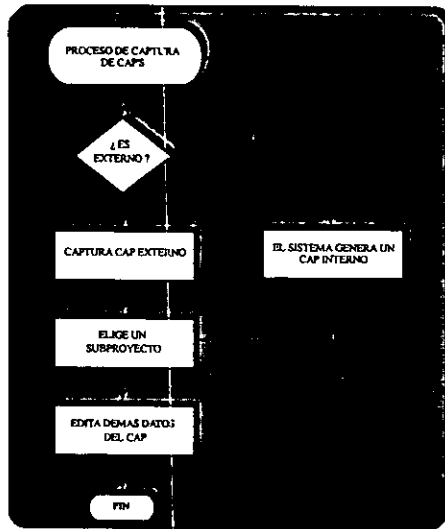 PROCESO DE CAPTURA
DE CAP'S
¿ ES
EXTERNO ?
CAPTURA CAP EXTERNO
EL SISTEMA GENERA UN
CAP INTERNO
ELIGE UN
SUBPROYECTO
EDITA DEMAS DATOS
DEL CAP
FIN